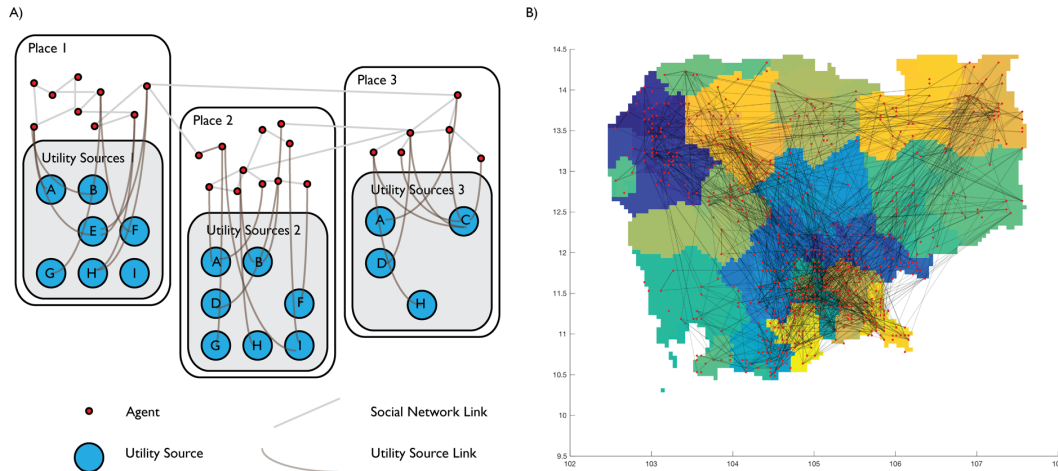 A)
Place 1
Utility Sources 1
A
B
E
F
G
H
I
Place 2
Utility Sources 2
A
B
D
F
G
H
I
Place 3
Utility Sources 3
A
C
D
H
Agent
Social Network Link
Utility Source
Utility Source Link
B)
14.5
14
13.5
13
12.5
12
11.5
11
10.5
10
9.5
102
103
104
105
106
107